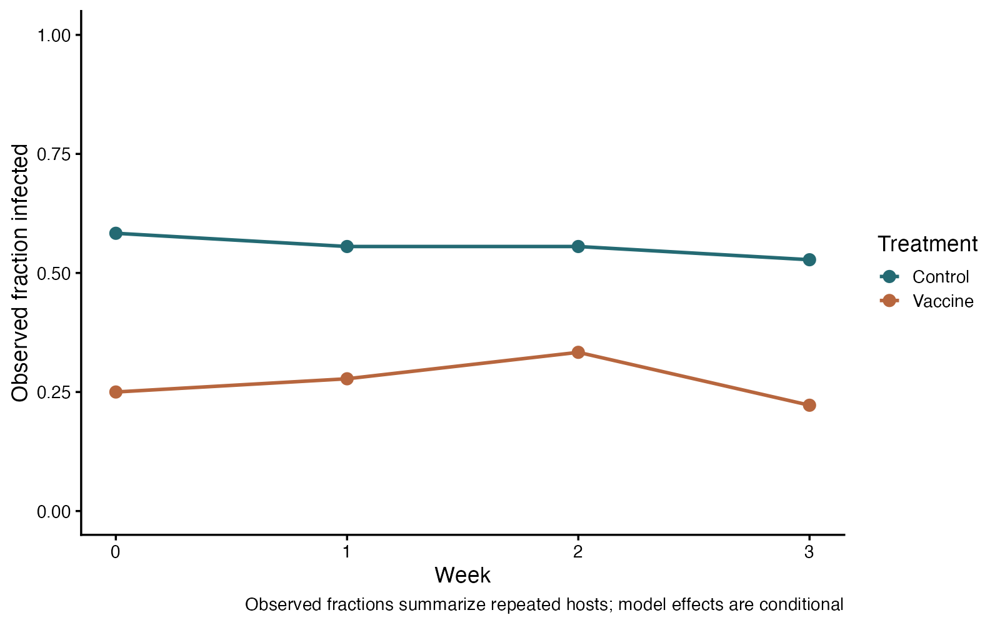 Observed fraction infected
1.00
0.75
0.50
0.25
0.00
0 1 2 3
Week
Treatment
Control
Vaccine
Observed fractions summarize repeated hosts; model effects are conditional